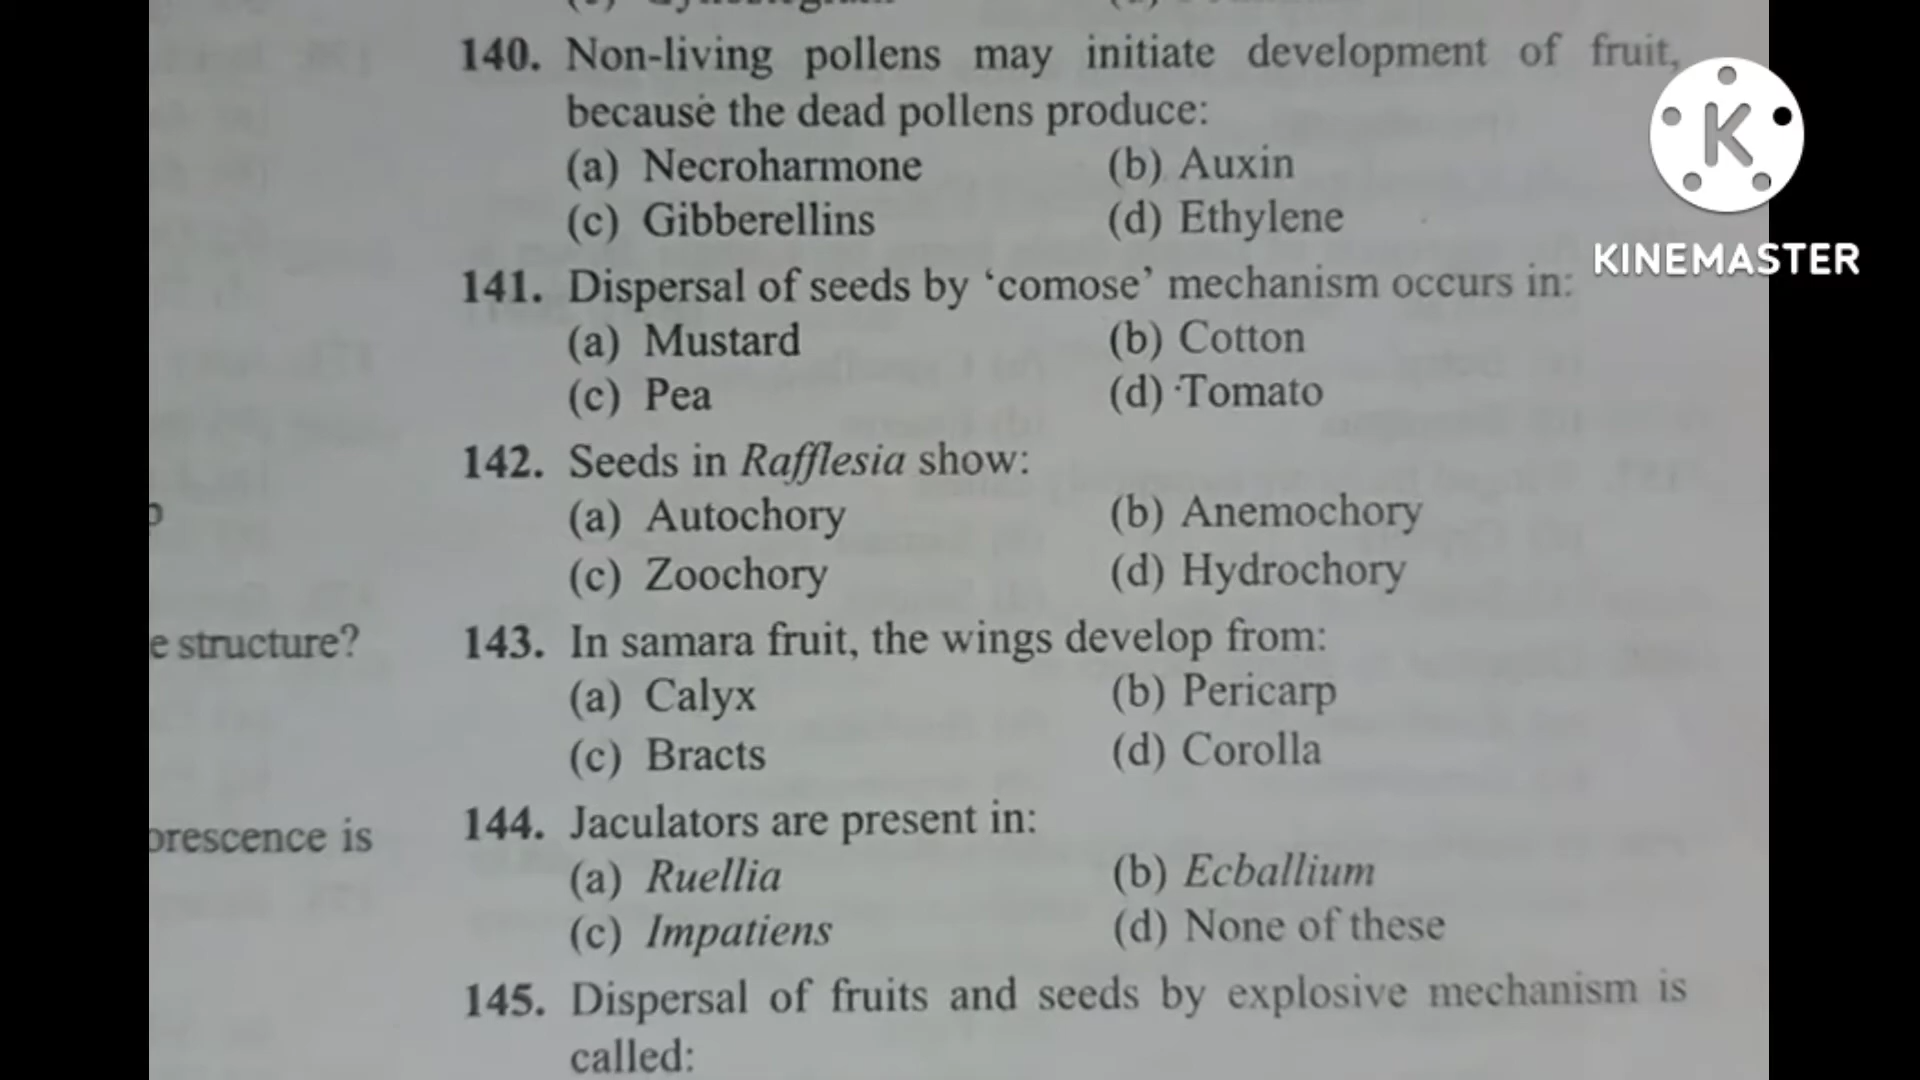 140. Non-living pollens may initiate development of fruit,
because the dead pollens produce:
(a) Necroharmone (b) Auxin
(c) Gibberellins (d) Ethylene
141. Dispersal of seeds by ‘comose’ mechanism occurs in:
(a) Mustard (b) Cotton
(c) Pea (d) Tomato
142. Seeds in Rafflesia show:
(a) Autochory (b) Anemochory
(c) Zoochory (d) Hydrochory
e structure?
143. In samara fruit, the wings develop from:
(a) Calyx (b) Pericarp
(c) Bracts (d) Corolla
orescence is
144. Jaculators are present in:
(a) Ruellia (b) Ecballium
(c) Impatiens (d) None of these
145. Dispersal of fruits and seeds by explosive mechanism is
called:
K
KINEMASTER